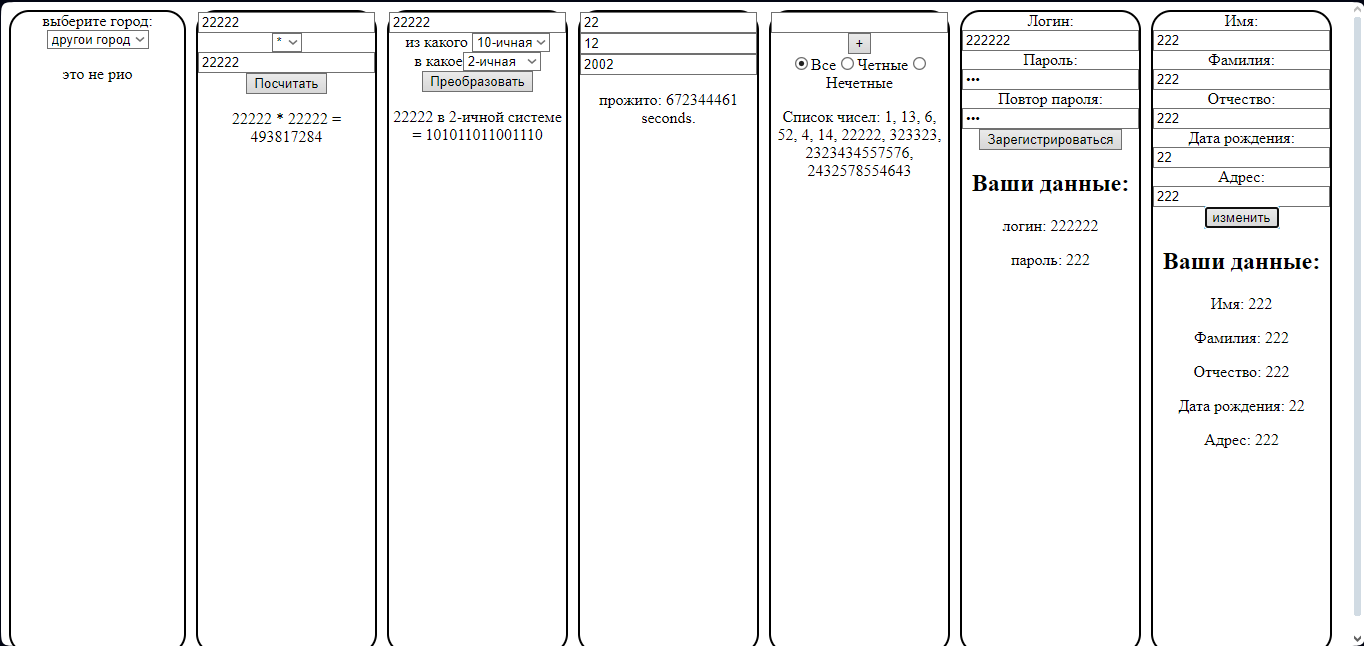 выберите город:
другой город
это не рио
22222
*
22222
Посчитать
22222 * 22222 =
493817284
22222
из какого 10-ичная
в какое 2-ичная
Преобразовать
22222 в 2-ичной системе
= 101011011001110
22
12
2002
прожито: 672344461
seconds.
+
Все Четные
Нечетные
Список чисел: 1, 13, 6,
52, 4, 14, 22222, 323323,
2323434557576,
2432578554643
Логин:
222222
Пароль:
•••
Повтор пароля:
•••
Зарегистрироваться
Ваши данные:
логин: 222222
пароль: 222
Имя:
222
Фамилия:
222
Отчество:
222
Дата рождения:
22
Адрес:
222
изменить
Ваши данные:
Имя: 222
Фамилия: 222
Отчество: 222
Дата рождения: 22
Адрес: 222